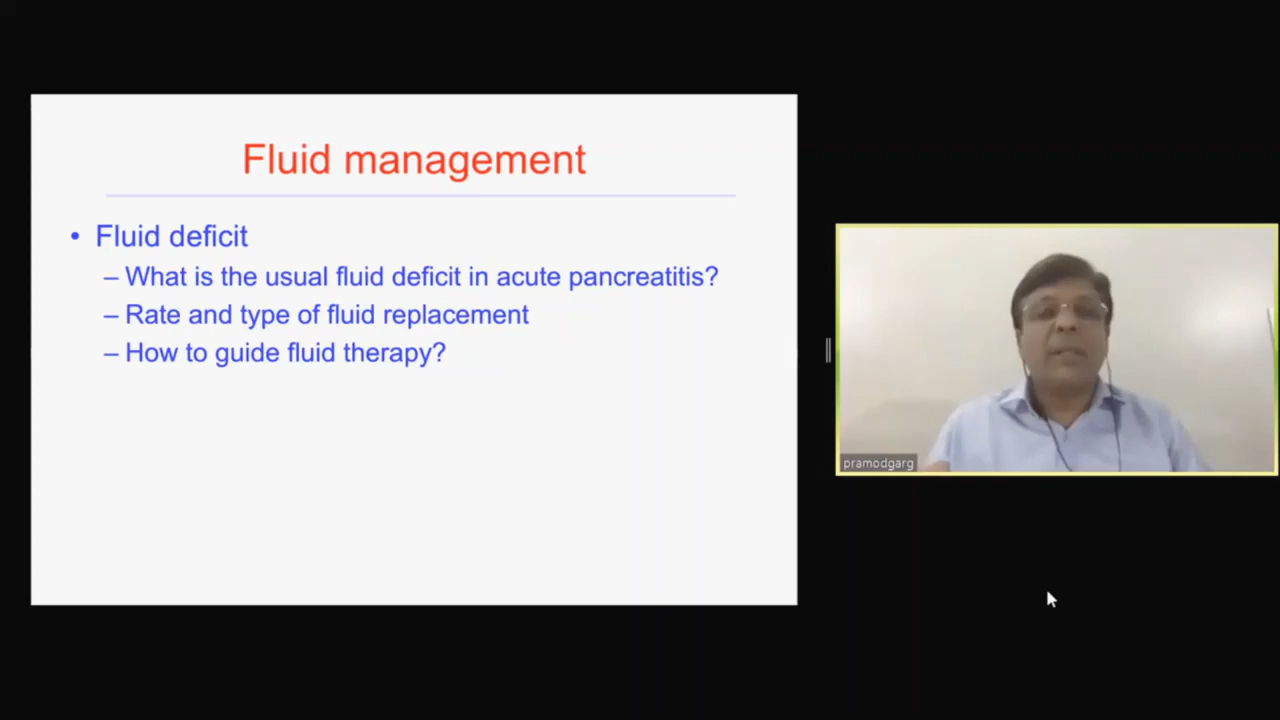 Fluid management
• Fluid deficit
– What is the usual fluid deficit in acute pancreatitis?
– Rate and type of fluid replacement
– How to guide fluid therapy?
pramodgarg